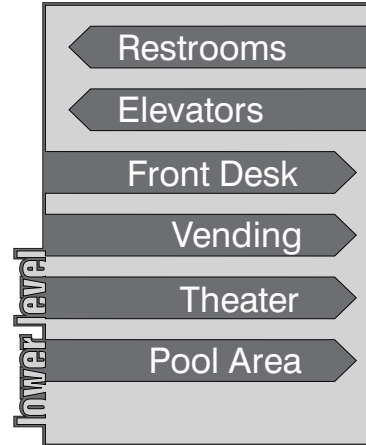 Restrooms
Elevators
Front Desk
Vending
Theater
Pool Area
lower level